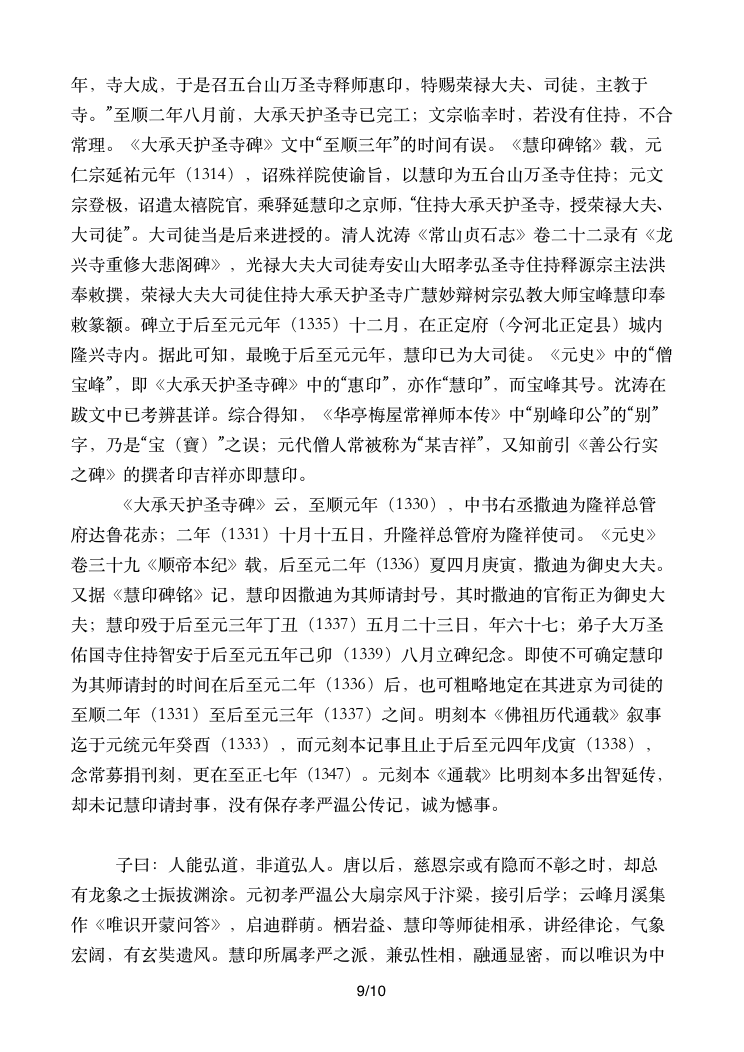 年，寺大成，于是召五台山万圣寺释师惠印，特赐荣禄大夫、司徒，主教于
寺。”至顺二年八月前，大承天护圣寺已完工；文宗临幸时，若没有住持，不合
常理。《大承天护圣寺碑》文中“至顺三年”的时间有误。《慧印碑铭》载，元
仁宗延祐元年（1314），诏殊祥院使谕旨，以慧印为五台山万圣寺住持；元文
宗登极，诏遣太禧院官，乘驿延慧印之京师，“住持大承天护圣寺，授荣禄大夫、
大司徒”。大司徒当是后来进授的。清人沈涛《常山贞石志》卷二十二录有《龙
兴寺重修大悲阁碑》，光禄大夫大司徒寿安山大昭孝弘圣寺住持释源宗主法洪
奉敕撰，荣禄大夫大司徒住持大承天护圣寺广慧妙辩树宗弘教大师宝峰慧印奉
敕篆额。碑立于后至元元年（1335）十二月，在正定府（今河北正定县）城内
隆兴寺内。据此可知，最晚于后至元元年，慧印已为大司徒。《元史》中的“僧
宝峰”，即《大承天护圣寺碑》中的“惠印”，亦作“慧印”，而宝峰其号。沈涛在
跋文中已考辨甚详。综合得知，《华亭梅屋常禅师本传》中“别峰印公”的“别”
字，乃是“宝（寶）”之误；元代僧人常被称为“某吉祥”，又知前引《善公行实
之碑》的撰者印吉祥亦即慧印。
《大承天护圣寺碑》云，至顺元年（1330），中书右丞撒迪为隆祥总管
府达鲁花赤；二年（1331）十月十五日，升隆祥总管府为隆祥使司。《元史》
卷三十九《顺帝本纪》载，后至元二年（1336）夏四月庚寅，撒迪为御史大夫。
又据《慧印碑铭》记，慧印因撒迪为其师请封号，其时撒迪的官衔正为御史大
夫；慧印殁于后至元三年丁丑（1337）五月二十三日，年六十七；弟子大万圣
佑国寺住持智安于后至元五年己卯（1339）八月立碑纪念。即使不可确定慧印
为其师请封的时间在后至元二年（1336）后，也可粗略地定在其进京为司徒的
至顺二年（1331）至后至元三年（1337）之间。明刻本《佛祖历代通载》叙事
迄于元统元年癸酉（1333），而元刻本记事且止于后至元四年戊寅（1338），
念常募捐刊刻，更在至正七年（1347）。元刻本《通载》比明刻本多出智延传，
却未记慧印请封事，没有保存孝严温公传记，诚为憾事。
子曰：人能弘道，非道弘人。唐以后，慈恩宗或有隐而不彰之时，却总
有龙象之士振拔渊涂。元初孝严温公大扇宗风于汴梁，接引后学；云峰月溪集
作《唯识开蒙问答》，启迪群萌。栖岩益、慧印等师徒相承，讲经律论，气象
宏阔，有玄奘遗风。慧印所属孝严之派，兼弘性相，融通显密，而以唯识为中
9/10